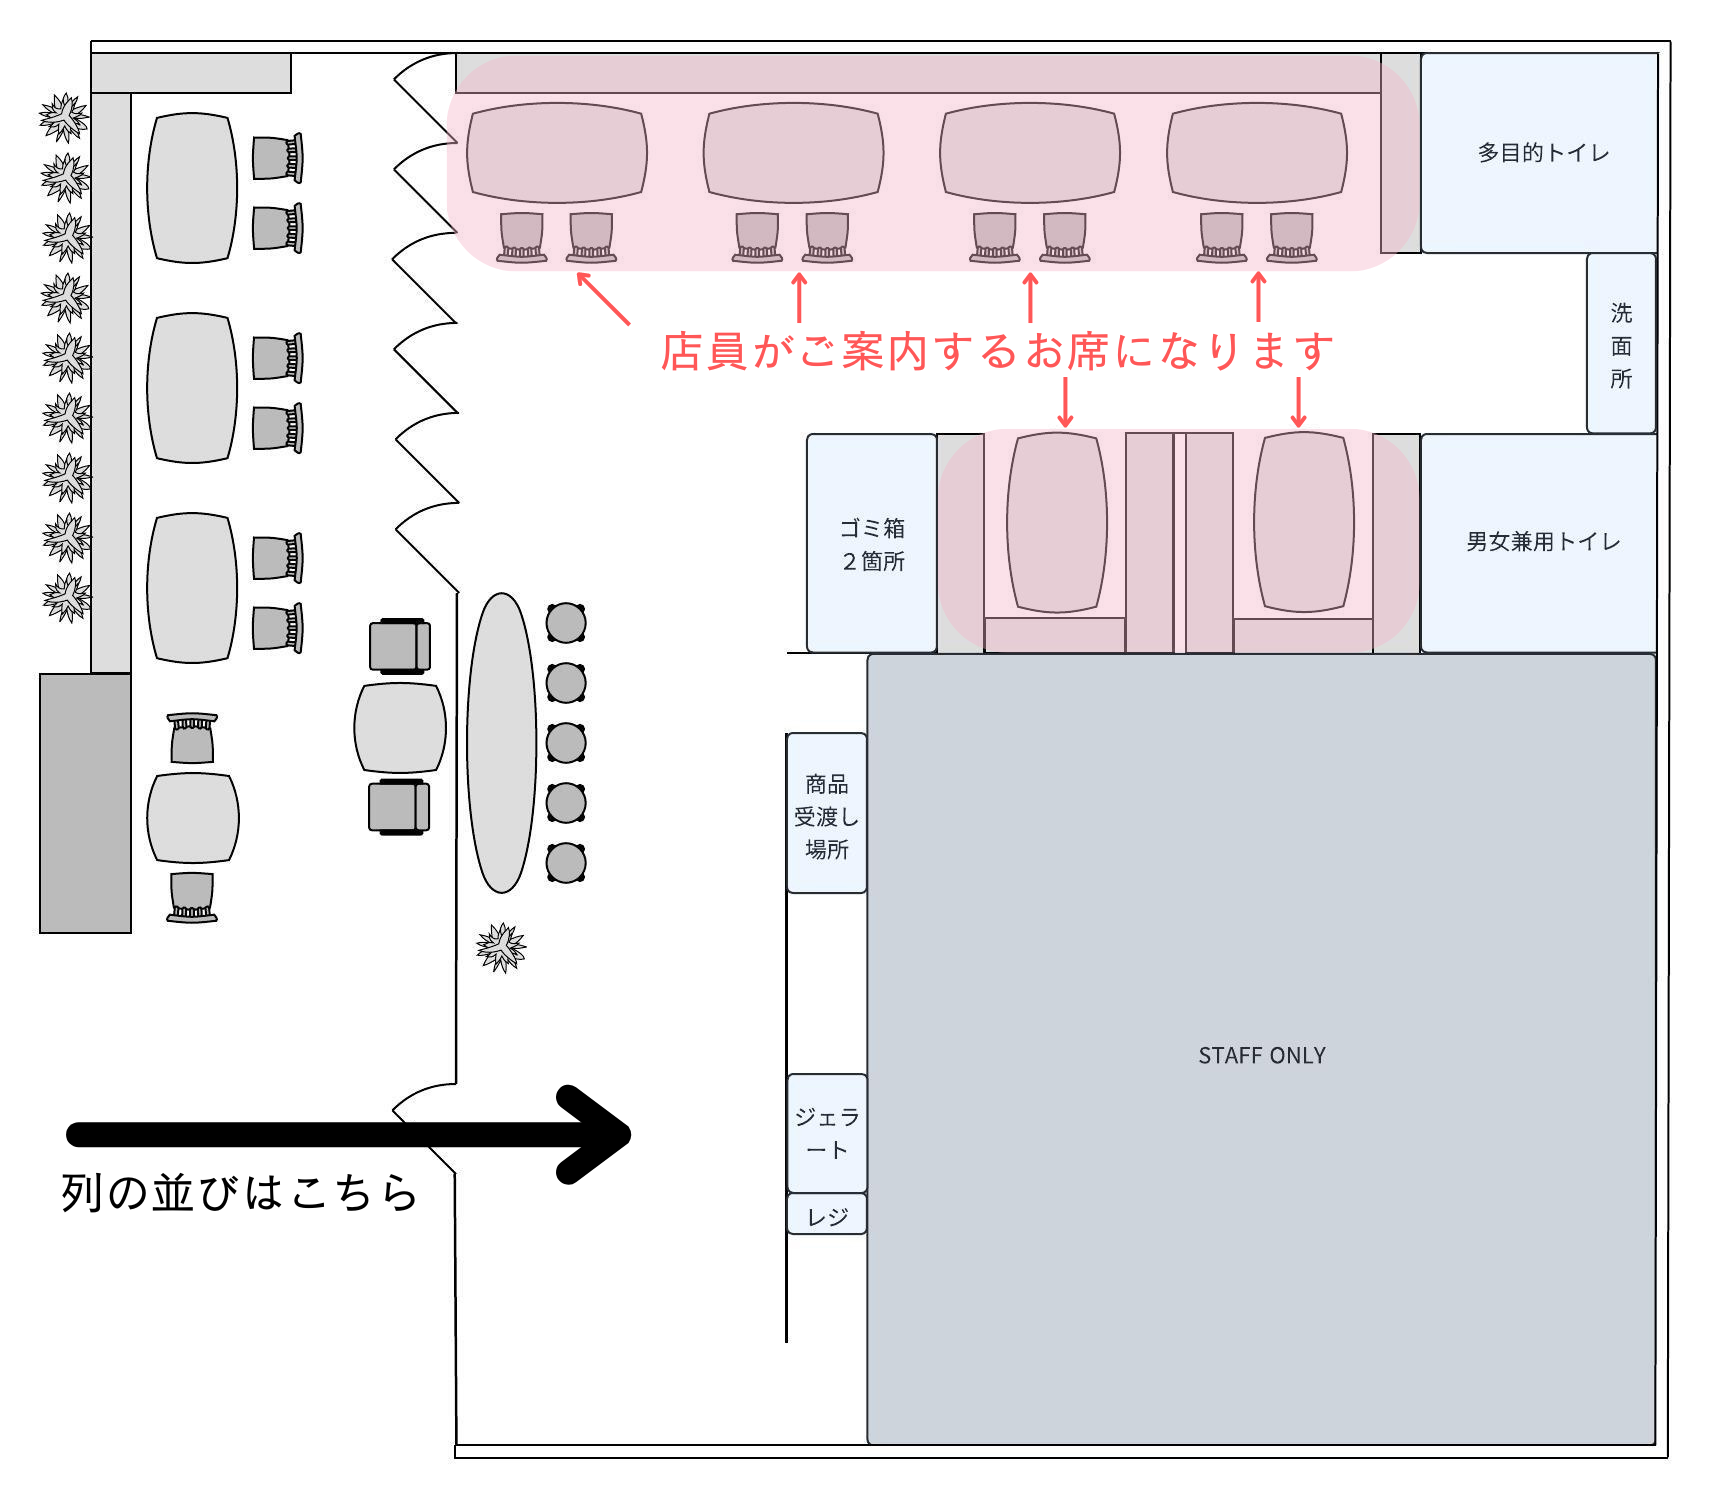 多目的トイレ
洗
面
所
店員がご案内するお席になります
ゴミ箱
２箇所
男女兼用トイレ
商品
受渡し
場所
STAFF ONLY
ジェラ
ート
列の並びはこちら
レジ